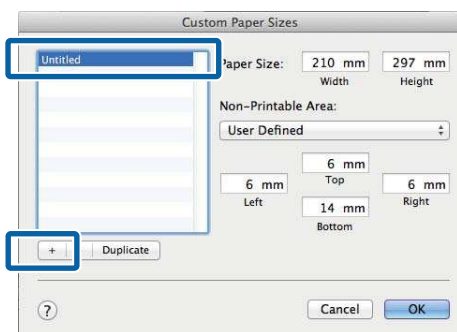 Custom Paper Sizes
Untitled
Paper Size: 210 mm 297 mm
Width Height
Non-Printable Area:
User Defined
6 mm
Top
6 mm 6 mm
Left Right
14 mm
Bottom
+ Duplicate
? Cancel OK